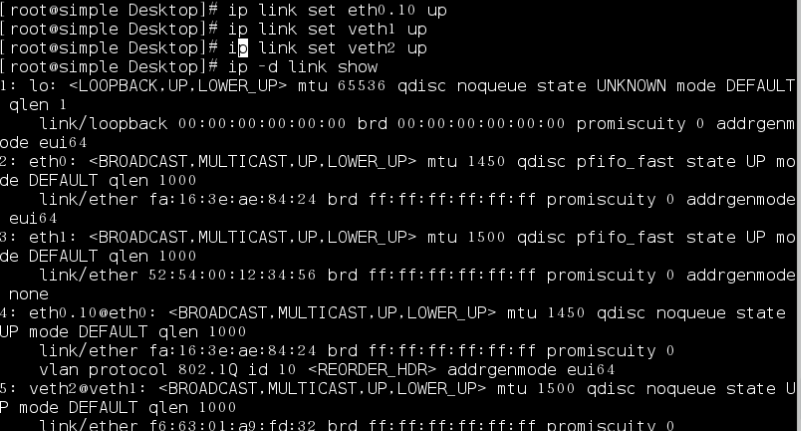 [root@simple Desktop]# ip link set eth0.10 up
[root@simple Desktop]# ip link set veth1 up
[root@simple Desktop]# ip link set veth2 up
[root@simple Desktop]# ip -d link show
1: lo: <LOOPBACK,UP,LOWER_UP> mtu 65536 qdisc noqueue state UNKNOWN mode DEFAULT
qlen 1
link/loopback 00:00:00:00:00:00 brd 00:00:00:00:00:00 promiscuity 0 addrgenm
ode eui64
2: eth0: <BROADCAST,MULTICAST,UP,LOWER_UP> mtu 1450 qdisc pfifo_fast state UP mo
de DEFAULT qlen 1000
link/ether fa:16:3e:ae:84:24 brd ff:ff:ff:ff:ff:ff promiscuity 0 addrgenmode
eui64
3: eth1: <BROADCAST,MULTICAST,UP,LOWER_UP> mtu 1500 qdisc pfifo_fast state UP mo
de DEFAULT qlen 1000
link/ether 52:54:00:12:34:56 brd ff:ff:ff:ff:ff:ff promiscuity 0 addrgenmode
none
4: eth0.10@eth0: <BROADCAST,MULTICAST,UP,LOWER_UP> mtu 1450 qdisc noqueue state
UP mode DEFAULT qlen 1000
link/ether fa:16:3e:ae:84:24 brd ff:ff:ff:ff:ff:ff promiscuity 0
vlan protocol 802.1Q id 10 <REORDER_HDR> addrgenmode eui64
5: veth2@veth1: <BROADCAST,MULTICAST,UP,LOWER_UP> mtu 1500 qdisc noqueue state U
P mode DEFAULT qlen 1000
link/ether f6:63:01:a9:fd:32 brd ff:ff:ff:ff:ff:ff promiscuity 0